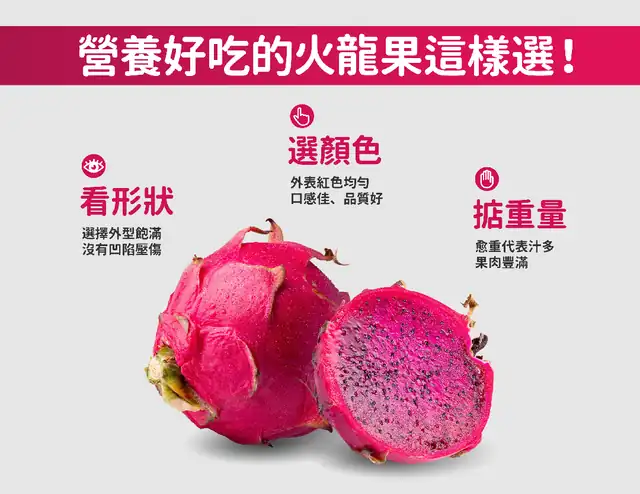 營養好吃的火龍果這樣選！
選顏色
外表紅色均勻
口感佳、品質好
看形狀
選擇外型飽滿
沒有凹陷壓傷
掂重量
愈重代表汁多
果肉豐滿